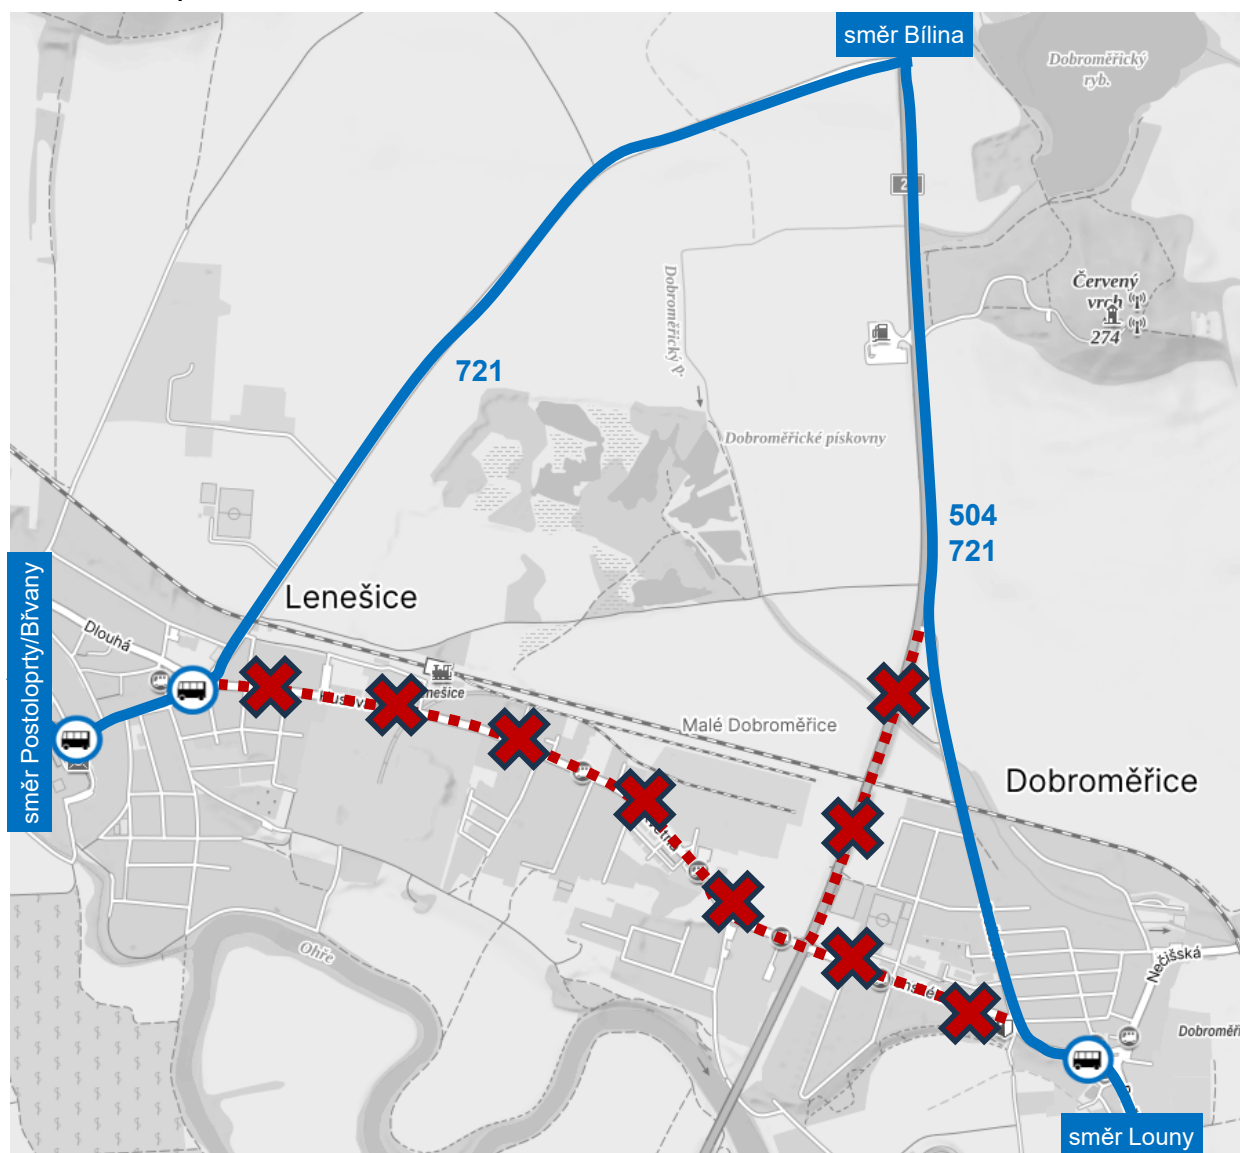 směr Bílina
Dobroměřický
ryb.
Červený
vrch
274
Dobroměřický p.
721
Dobroměřické pískovny
504
721
Lenešice
směr Postoloprty/Břvany
Dlouhá
Malé Dobroměřice
Dobroměřice
Ohře
Nečišská
směr Louny